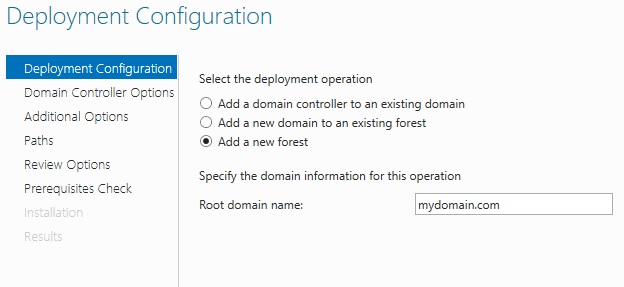 Deployment Configuration
Deployment Configuration
Domain Controller Options
Additional Options
Paths
Review Options
Prerequisites Check
Installation
Results
Select the deployment operation
Add a domain controller to an existing domain
Add a new domain to an existing forest
Add a new forest
Specify the domain information for this operation
Root domain name: mydomain.com